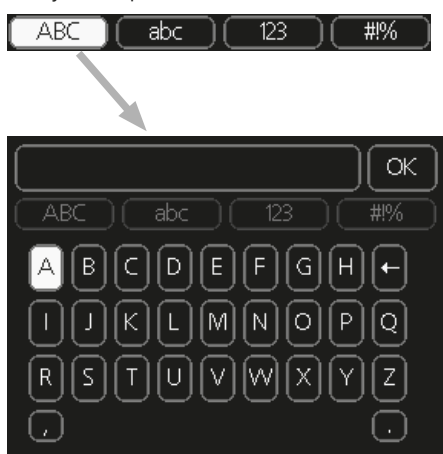 ABC abc 123 #!%
OK
ABC abc 123 #!%
A B C D E F G H ←
I J K L M N O P Q
R S T U V W X Y Z
, .